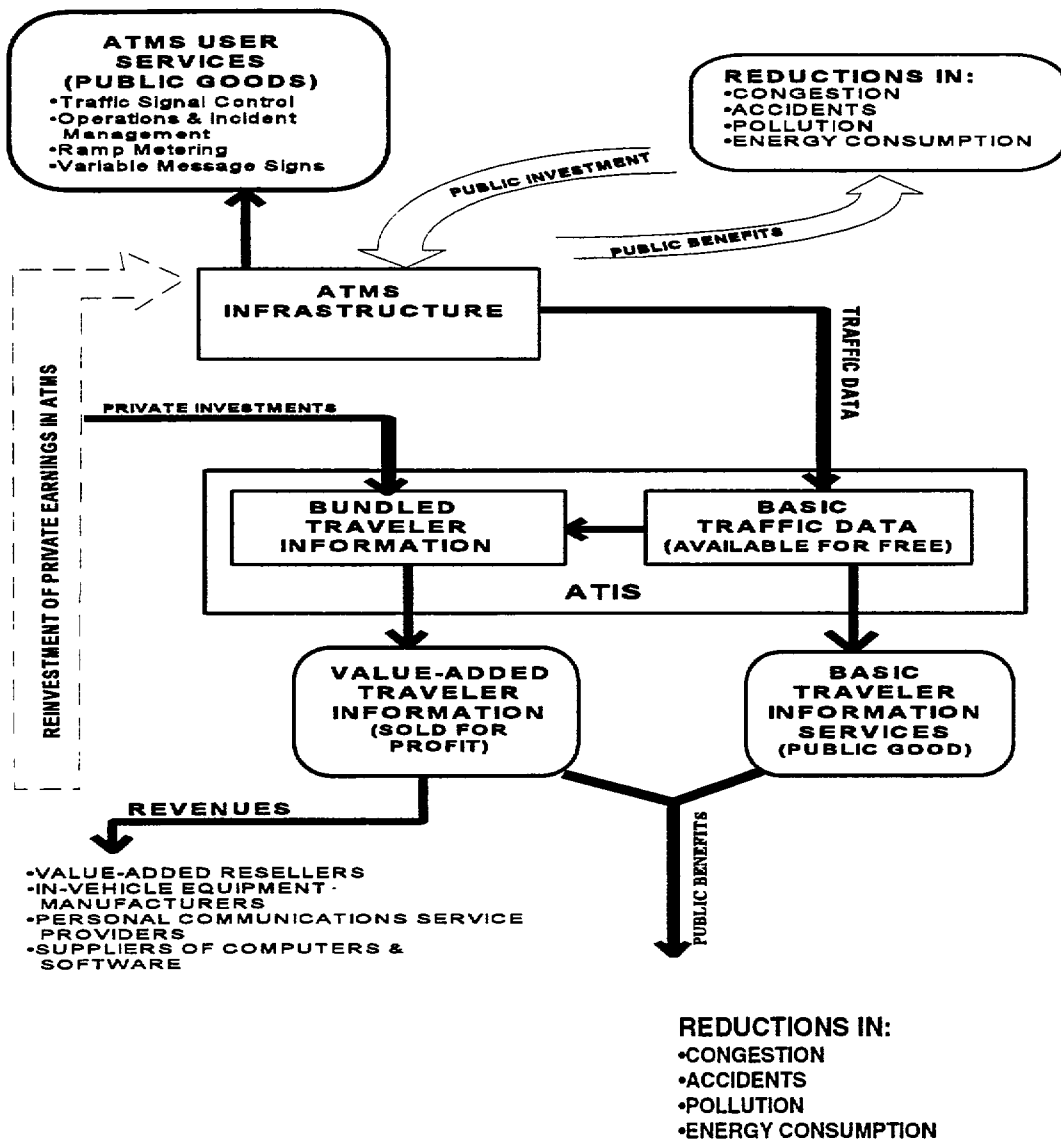 ATMS USER
SERVICES
(PUBLIC GOODS)
•Traffic Signal Control
•Operations & Incident
Management
•Ramp Metering
•Variable Message Signs
REDUCTIONS IN:
•CONGESTION
•ACCIDENTS
•POLLUTION
•ENERGY CONSUMPTION
PUBLIC INVESTMENT
PUBLIC BENEFITS
ATMS
INFRASTRUCTURE
TRAFFIC DATA
REINVESTMENT OF PRIVATE EARNINGS IN ATMS
PRIVATE INVESTMENTS
BUNDLED
TRAVELER
INFORMATION
BASIC
TRAFFIC DATA
(AVAILABLE FOR FREE)
ATIS
VALUE-ADDED
TRAVELER
INFORMATION
(SOLD FOR
PROFIT)
BASIC
TRAVELER
INFORMATION
SERVICES
(PUBLIC GOOD)
REVENUES
•VALUE-ADDED RESELLERS
•IN-VEHICLE EQUIPMENT -
MANUFACTURERS
•PERSONAL COMMUNICATIONS SERVICE
PROVIDERS
•SUPPLIERS OF COMPUTERS &
SOFTWARE
PUBLIC BENEFITS
REDUCTIONS IN:
•CONGESTION
•ACCIDENTS
•POLLUTION
•ENERGY CONSUMPTION